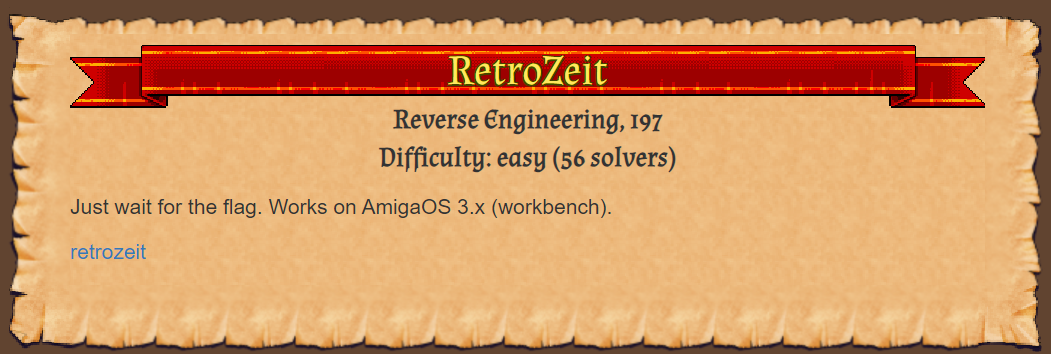 RetroZeit
Reverse Engineering, 197
Difficulty: easy (56 solvers)
Just wait for the flag. Works on AmigaOS 3.x (workbench).
retrozeit